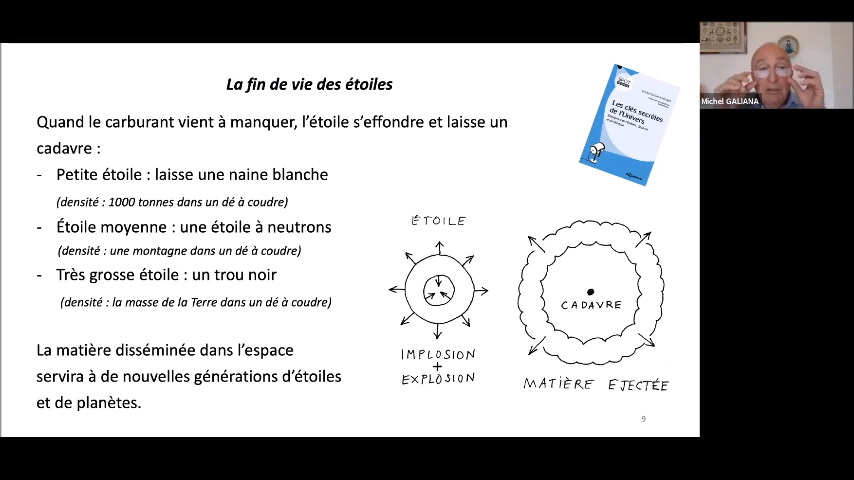 La fin de vie des étoiles
Quand le carburant vient à manquer, l'étoile s'effondre et laisse un
cadavre :
- Petite étoile : laisse une naine blanche
(densité : 1000 tonnes dans un dé à coudre)
- Étoile moyenne : une étoile à neutrons
(densité : une montagne dans un dé à coudre)
- Très grosse étoile : un trou noir
(densité : la masse de la Terre dans un dé à coudre)
La matière disséminée dans l'espace
servira à de nouvelles générations d'étoiles
et de planètes.
Les clés secrètes
de l'Univers
ÉTOILE
IMPLOSION
+
EXPLOSION
CADAVRE
MATIÈRE EJECTÉE
9
Michel GALIANA